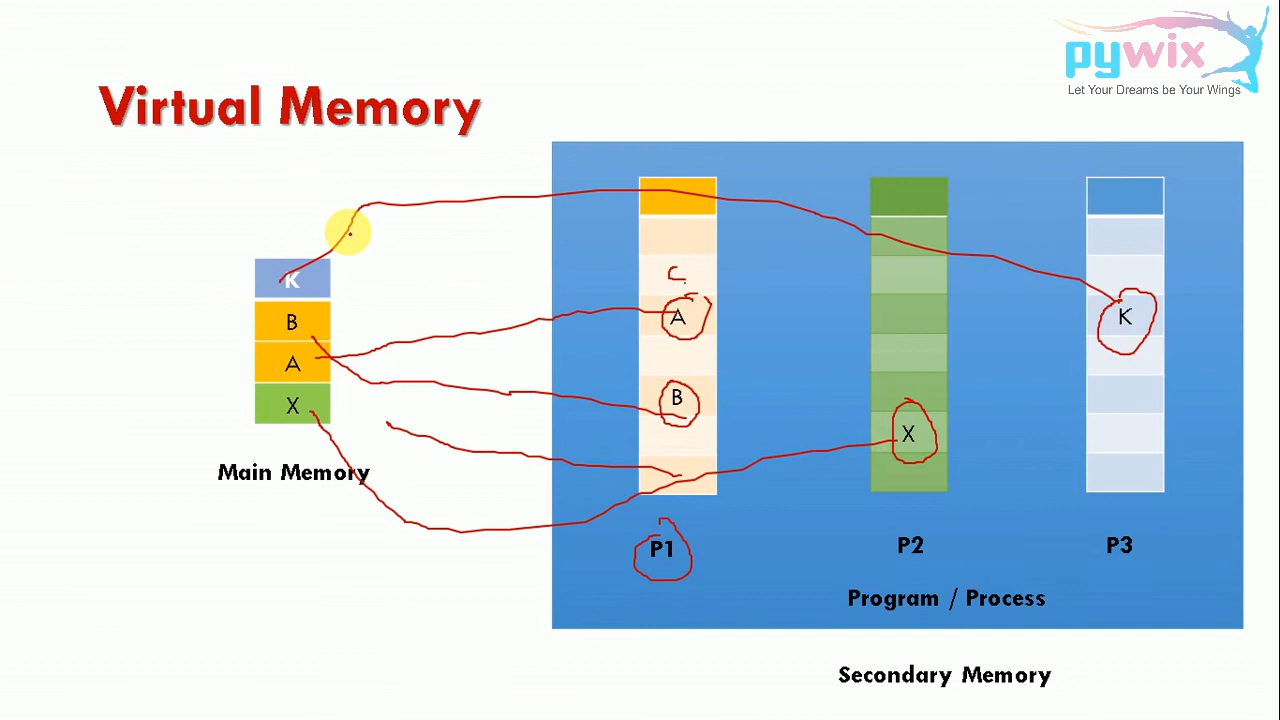 pywix
Let Your Dreams be Your Wings
Virtual Memory
K
B
A
X
Main Memory
C
A
B
X
K
P1
P2
P3
Program / Process
Secondary Memory